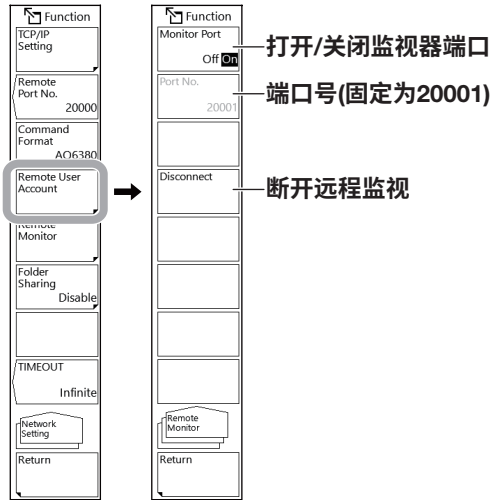 Function
TCP/IP
Setting
Remote
Port No.
20000
Command
Format
AQ6380
Remote User
Account
Remote
Monitor
Folder
Sharing
Disable
TIMEOUT
Infinite
Network
Setting
Return
Function
Monitor Port
Off On
Port No.
20001
Disconnect
Remote
Monitor
Return
打开/关闭监视器端口
端口号(固定为20001)
断开远程监视